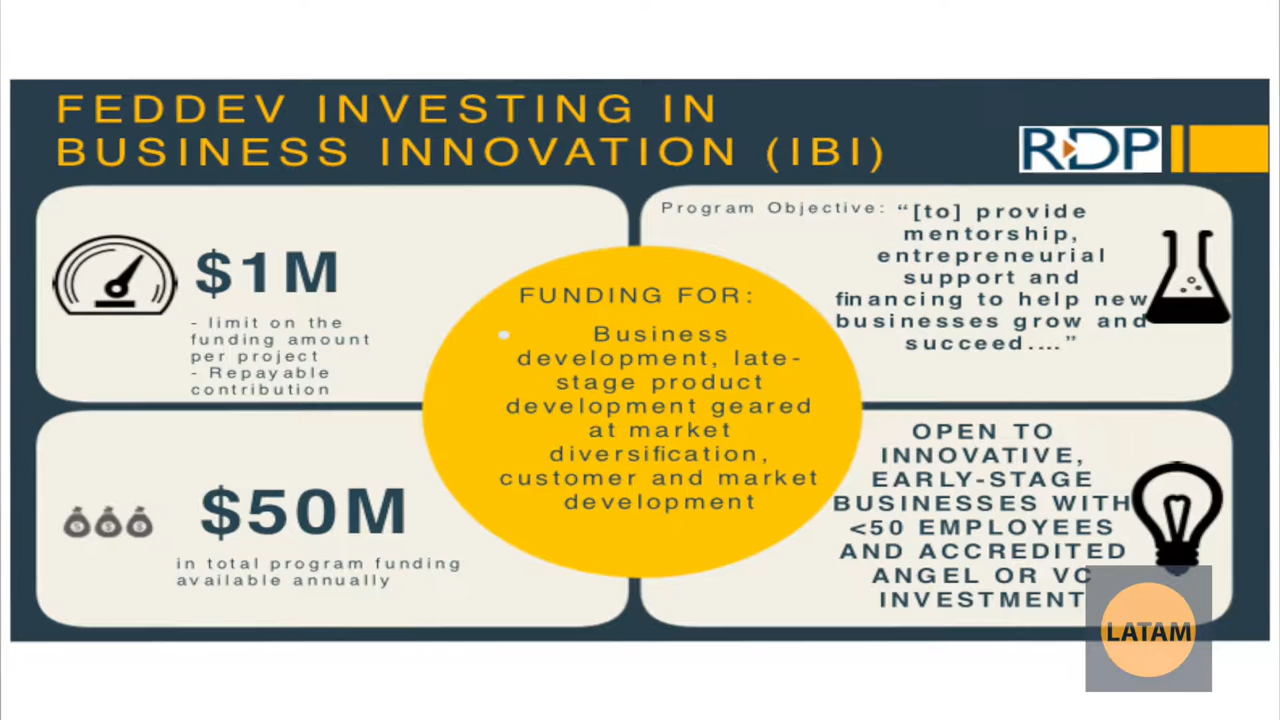 FEDDEV INVESTING IN
BUSINESS INNOVATION (IBI)
RDP
$1M
- limit on the
funding amount
per project
- Repayable
contribution
Program Objective: “[to] provide
mentorship,
entrepreneurial
support and
financing to help new
businesses grow and
succeed....”
FUNDING FOR:
Business
development, late-
stage product
development geared
at market
diversification,
customer and market
development
$50M
in total program funding
available annually
OPEN TO
INNOVATIVE,
EARLY-STAGE
BUSINESSES WITH
<50 EMPLOYEES
AND ACCREDITED
ANGEL OR VC
INVESTMENT
LATAM